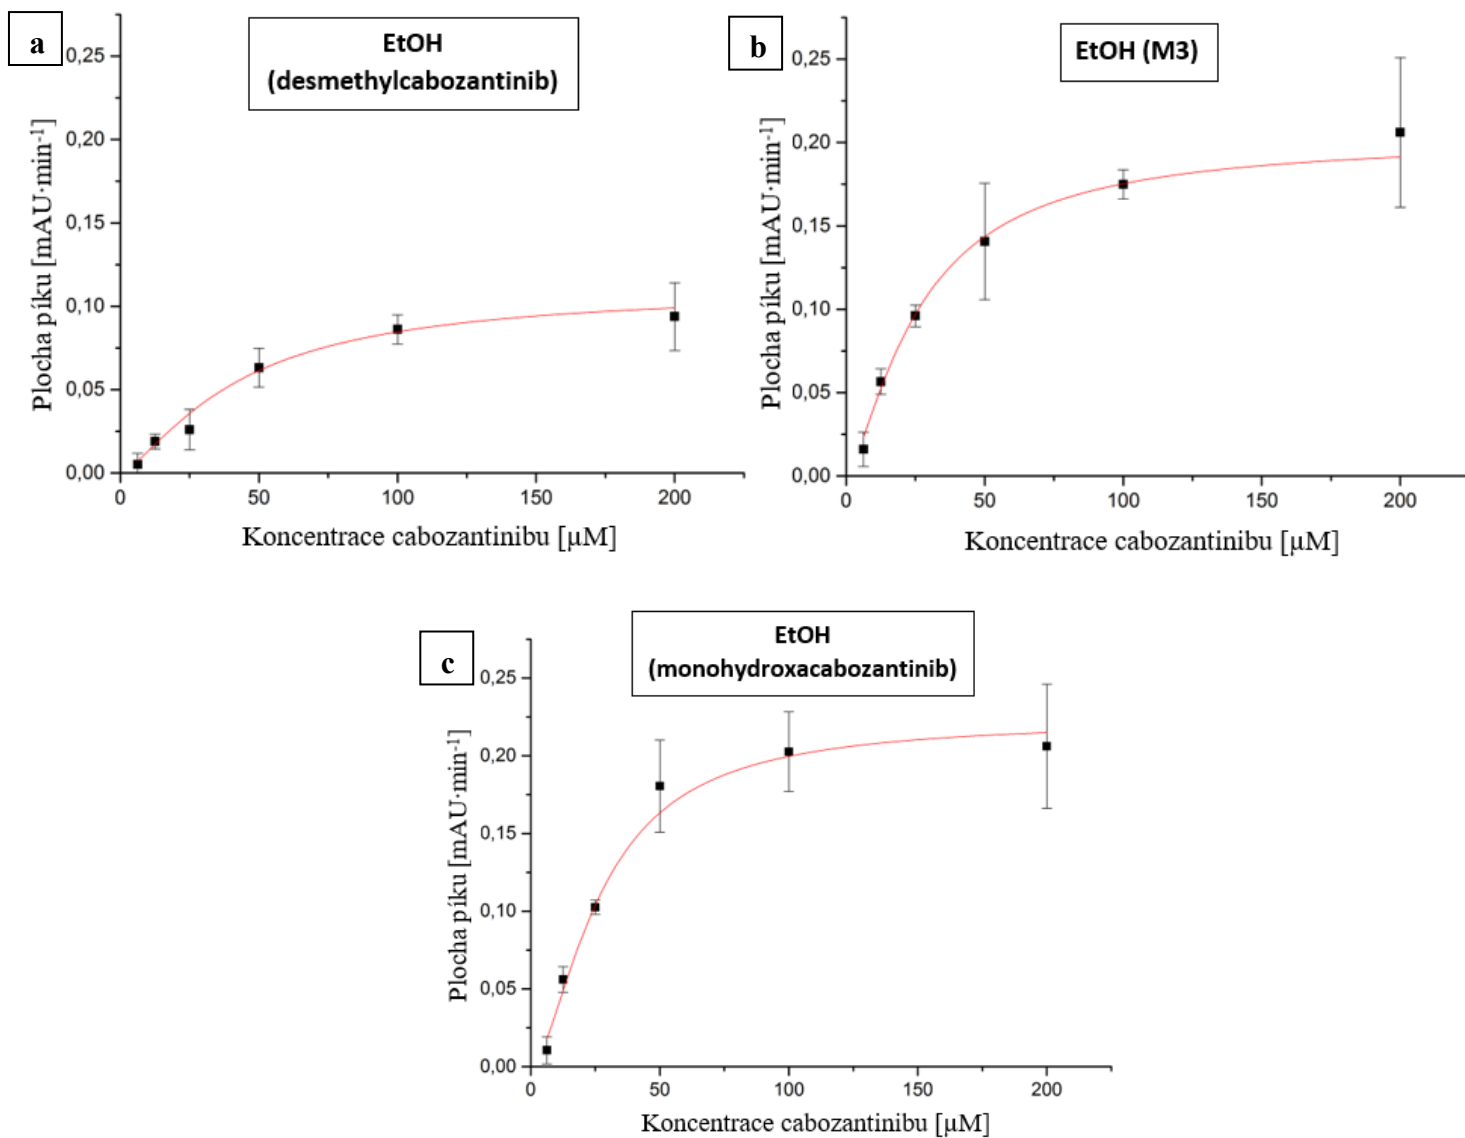 a
EtOH
(desmethylcabozantinib)
0,25
0,20
0,15
0,10
0,05
0,00
0
50
100
150
200
Plocha píku [mAU·min-1]
Koncentrace cabozantinibu [µM]
b
EtOH (M3)
0,25
0,20
0,15
0,10
0,05
0,00
0
50
100
150
200
Plocha píku [mAU·min-1]
Koncentrace cabozantinibu [µM]
c
EtOH
(monohydroxacabozantinib)
0,25
0,20
0,15
0,10
0,05
0,00
0
50
100
150
200
Plocha píku [mAU·min-1]
Koncentrace cabozantinibu [µM]